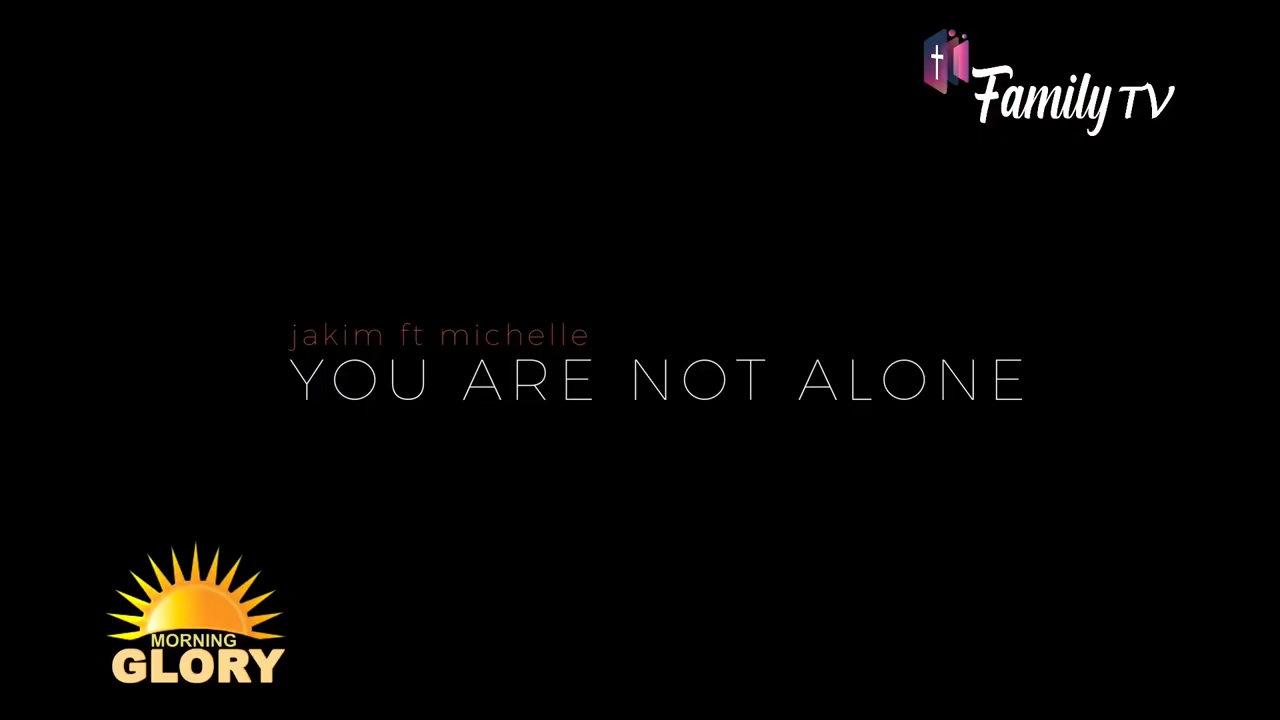 Family TV
jakim ft michelle
YOU ARE NOT ALONE
MORNING
GLORY